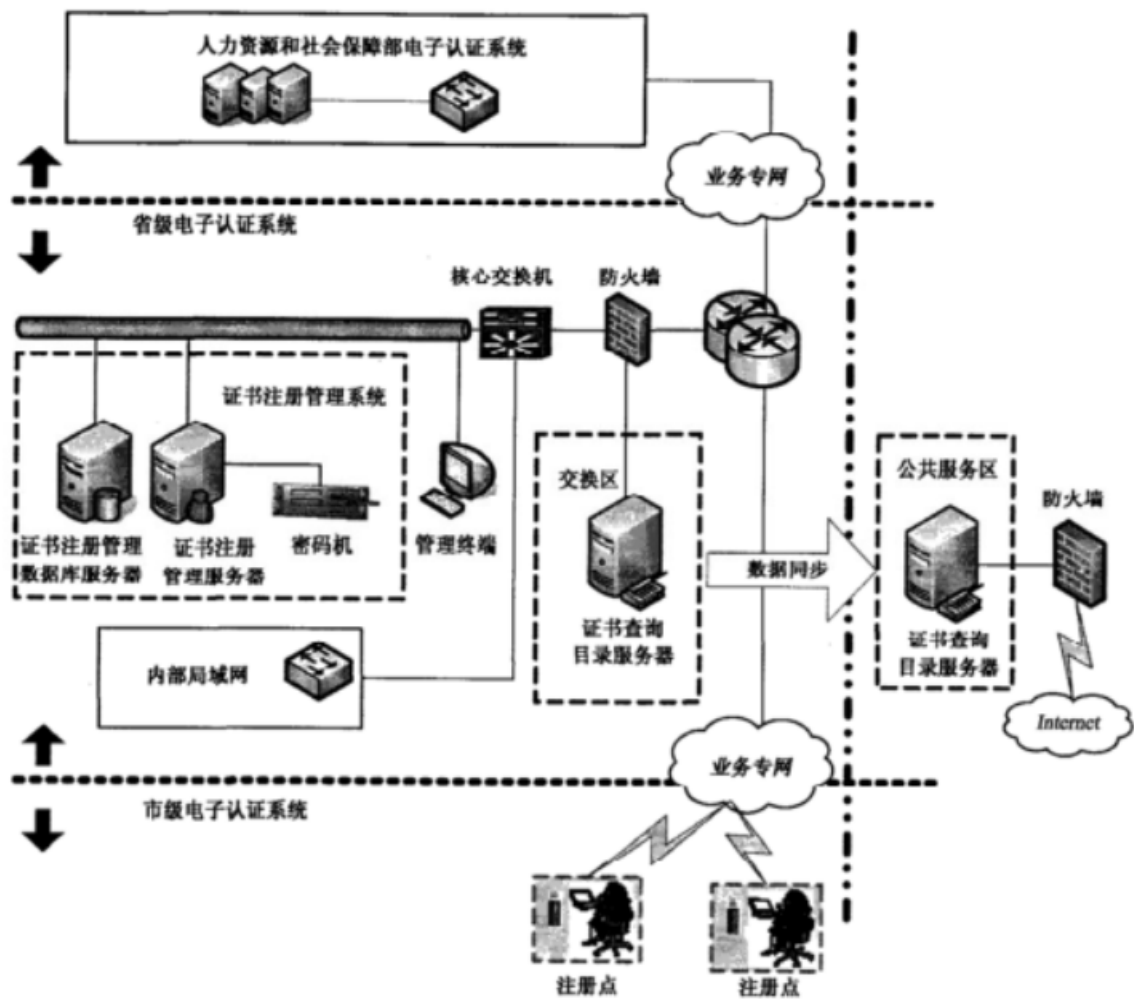 人力资源和社会保障部电子认证系统
业务专网
省级电子认证系统
核心交换机
防火墙
证书注册管理系统
交换区
公共服务区
防火墙
证书注册管理
数据库服务器
证书注册
管理服务器
密码机
管理终端
数据同步
证书查询
目录服务器
证书查询
目录服务器
内部局域网
Internet
业务专网
市级电子认证系统
注册点
注册点